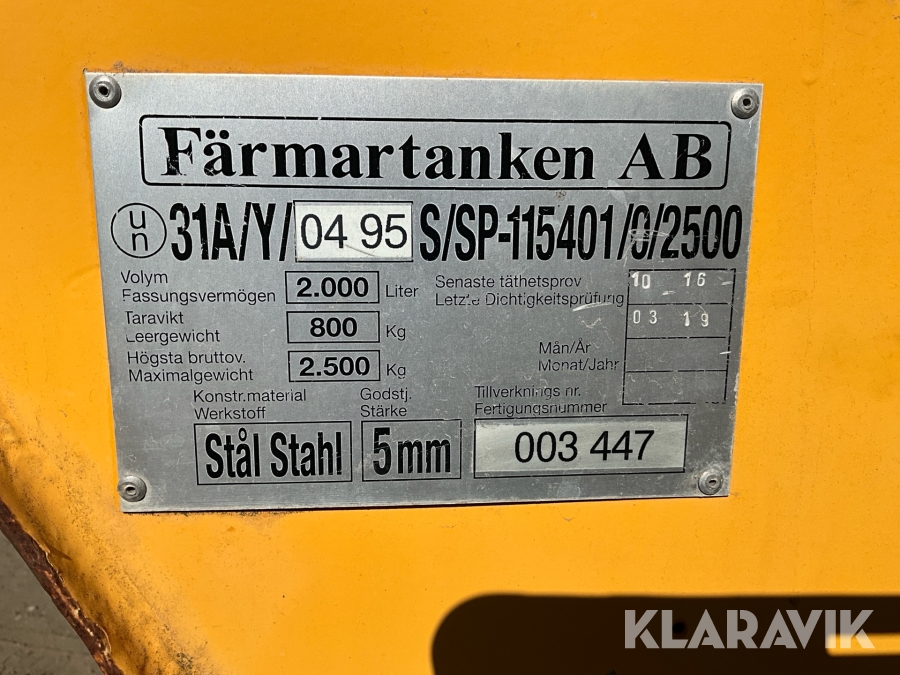 Färmartanken AB
un 31A/Y/ 04 95 S/SP-115401/0/2500
Volym
Fassungsvermögen 2.000 Liter
Taravikt
Leergewicht 800 Kg
Högsta bruttov.
Maximalgewicht 2.500 Kg
Senaste täthetsprov
Letzte Dichtigkeitsprüfung
10 16
03 19
Mån/År
Monat/Jahr
Konstr.material
Werkstoff
Stål Stahl
Godstj.
Stärke
5mm
Tillverknings nr.
Fertigungsnummer
003 447
KLARAVIK